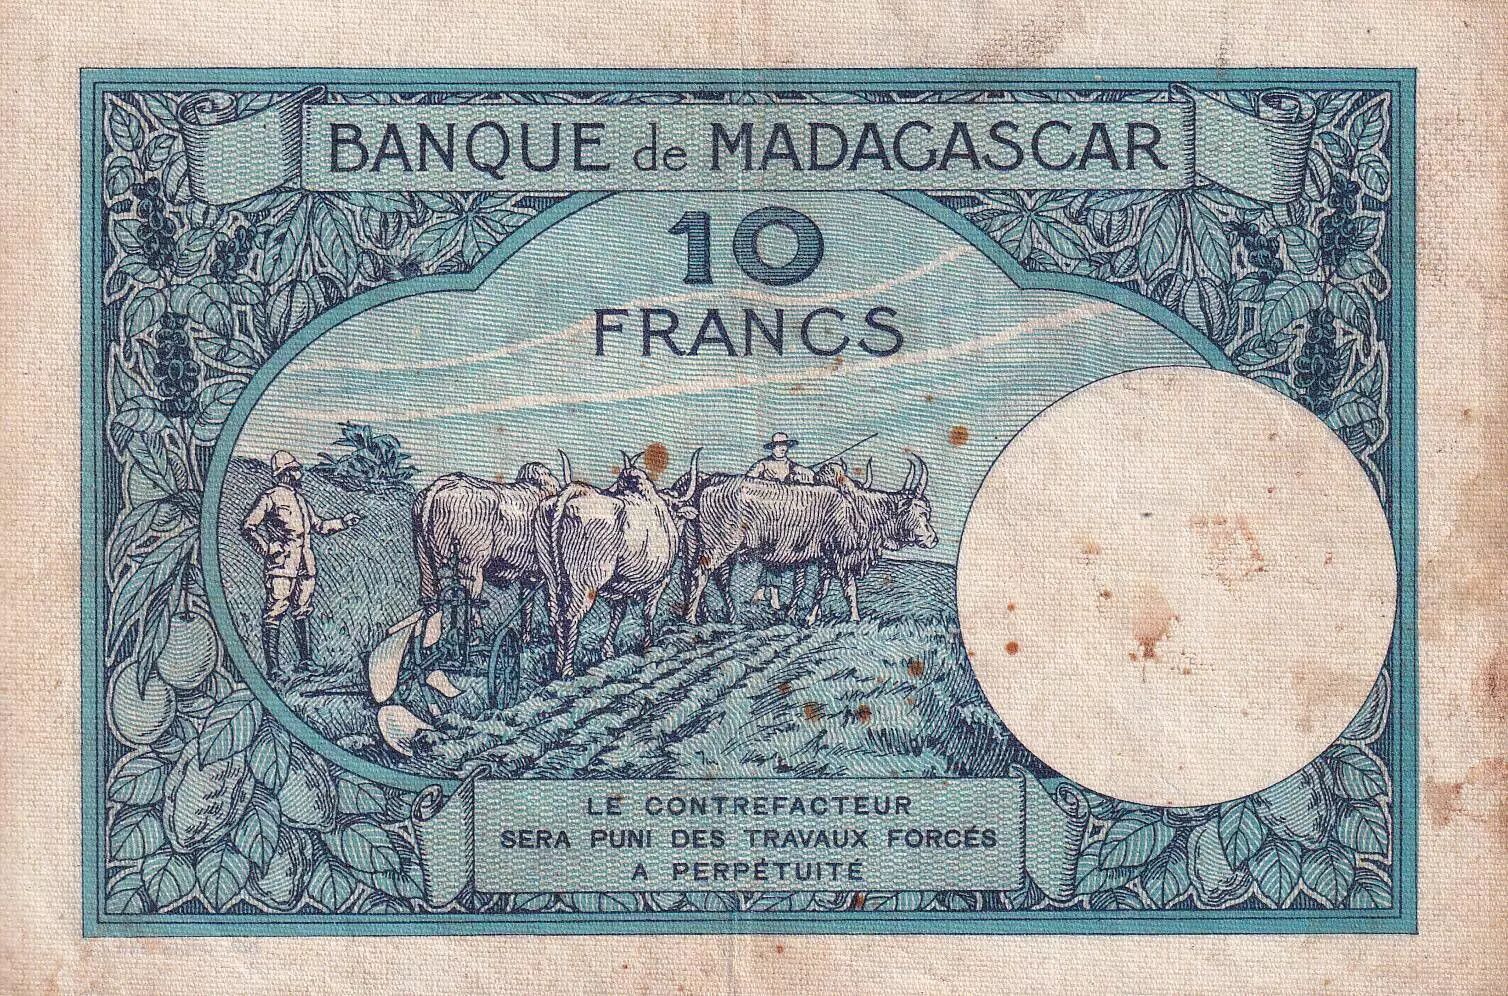 BANQUE de MADAGASCAR
10
FRANCS
LE CONTREFACTEUR
SERA PUNI DES TRAVAUX FORCÉS
A PERPÉTUITÉ